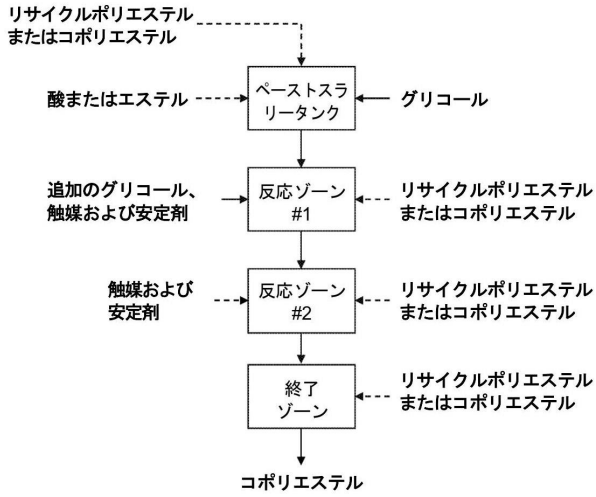 リサイクルポリエステル
またはコポリエステル
酸またはエステル
ペーストスラ
リータンク
グリコール
追加のグリコール、
触媒および安定剤
反応ゾーン
#1
リサイクルポリエステル
またはコポリエステル
触媒および
安定剤
反応ゾーン
#2
リサイクルポリエステル
またはコポリエステル
終了
ゾーン
リサイクルポリエステル
またはコポリエステル
コポリエステル